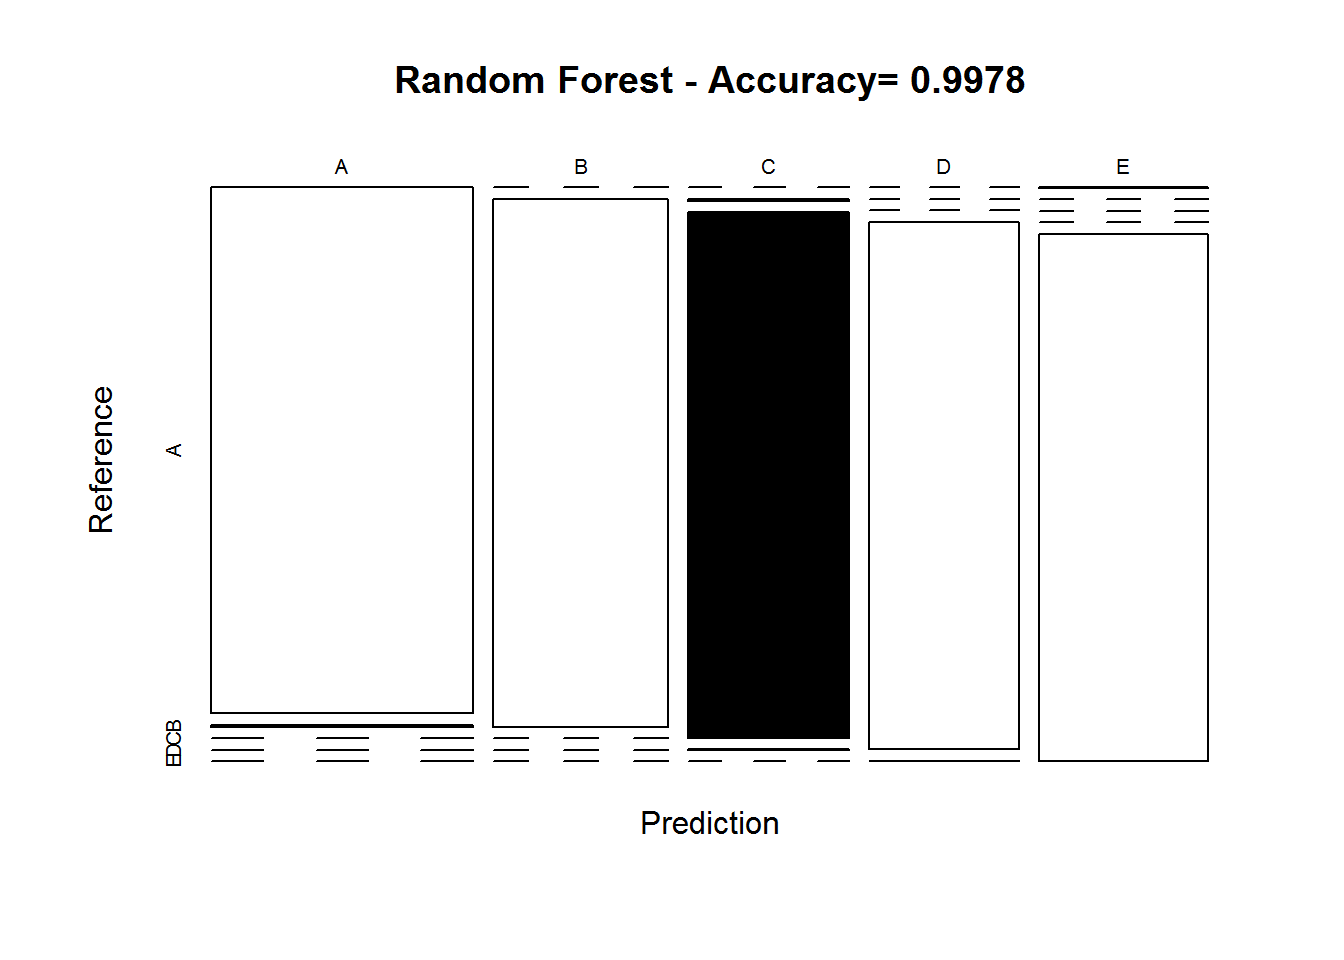 Random Forest - Accuracy= 0.9978
A B C D E
Reference
A
EDCB
Prediction